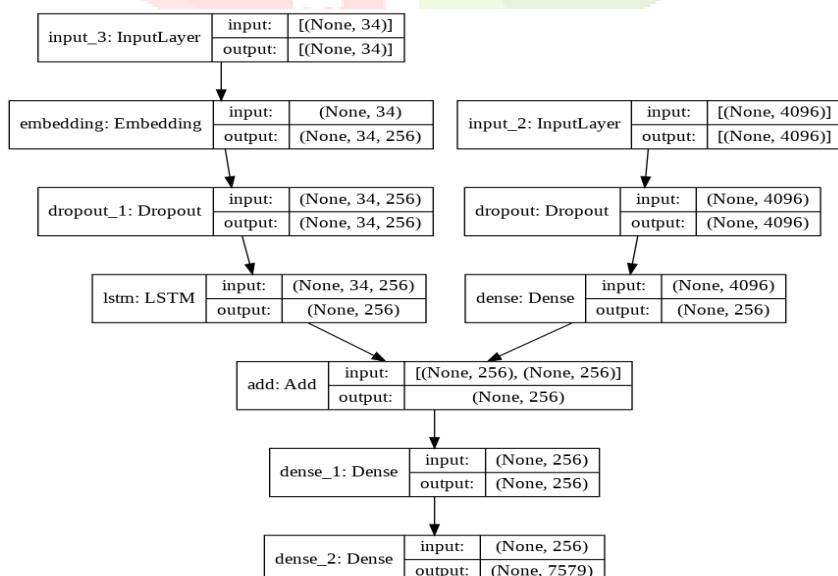 input_3: InputLayer
input: [(None, 34)]
output: [(None, 34)]
embedding: Embedding
input: (None, 34)
output: (None, 34, 256)
input_2: InputLayer
input: [(None, 4096)]
output: [(None, 4096)]
dropout_1: Dropout
input: (None, 34, 256)
output: (None, 34, 256)
dropout: Dropout
input: (None, 4096)
output: (None, 4096)
lstm: LSTM
input: (None, 34, 256)
output: (None, 256)
dense: Dense
input: (None, 4096)
output: (None, 256)
add: Add
input: [(None, 256), (None, 256)]
output: (None, 256)
dense_1: Dense
input: (None, 256)
output: (None, 256)
dense_2: Dense
input: (None, 256)
output: (None, 7579)